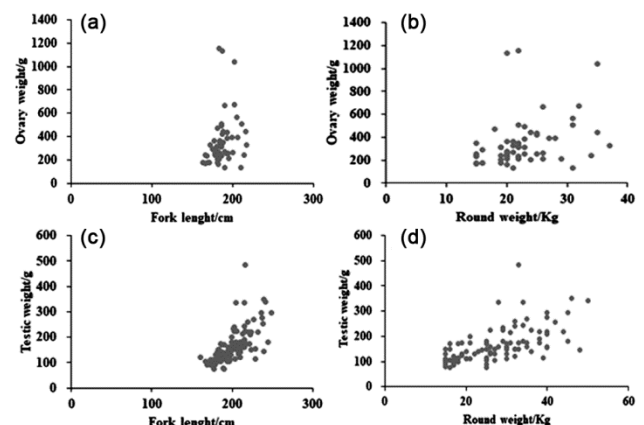 (a)
1400
1200
1000
800
600
400
200
0
Ovary weight/g
0 100 200 300
Fork lenght/cm
(b)
1400
1200
1000
800
600
400
200
0
Ovary weight/g
0 10 20 30 40
Round weight/Kg
(c)
600
500
400
300
200
100
0
Testic weight/g
0 100 200 300
Fork lenght/cm
(d)
600
500
400
300
200
100
0
Testic weight/g
0 20 40 60
Round weight/Kg